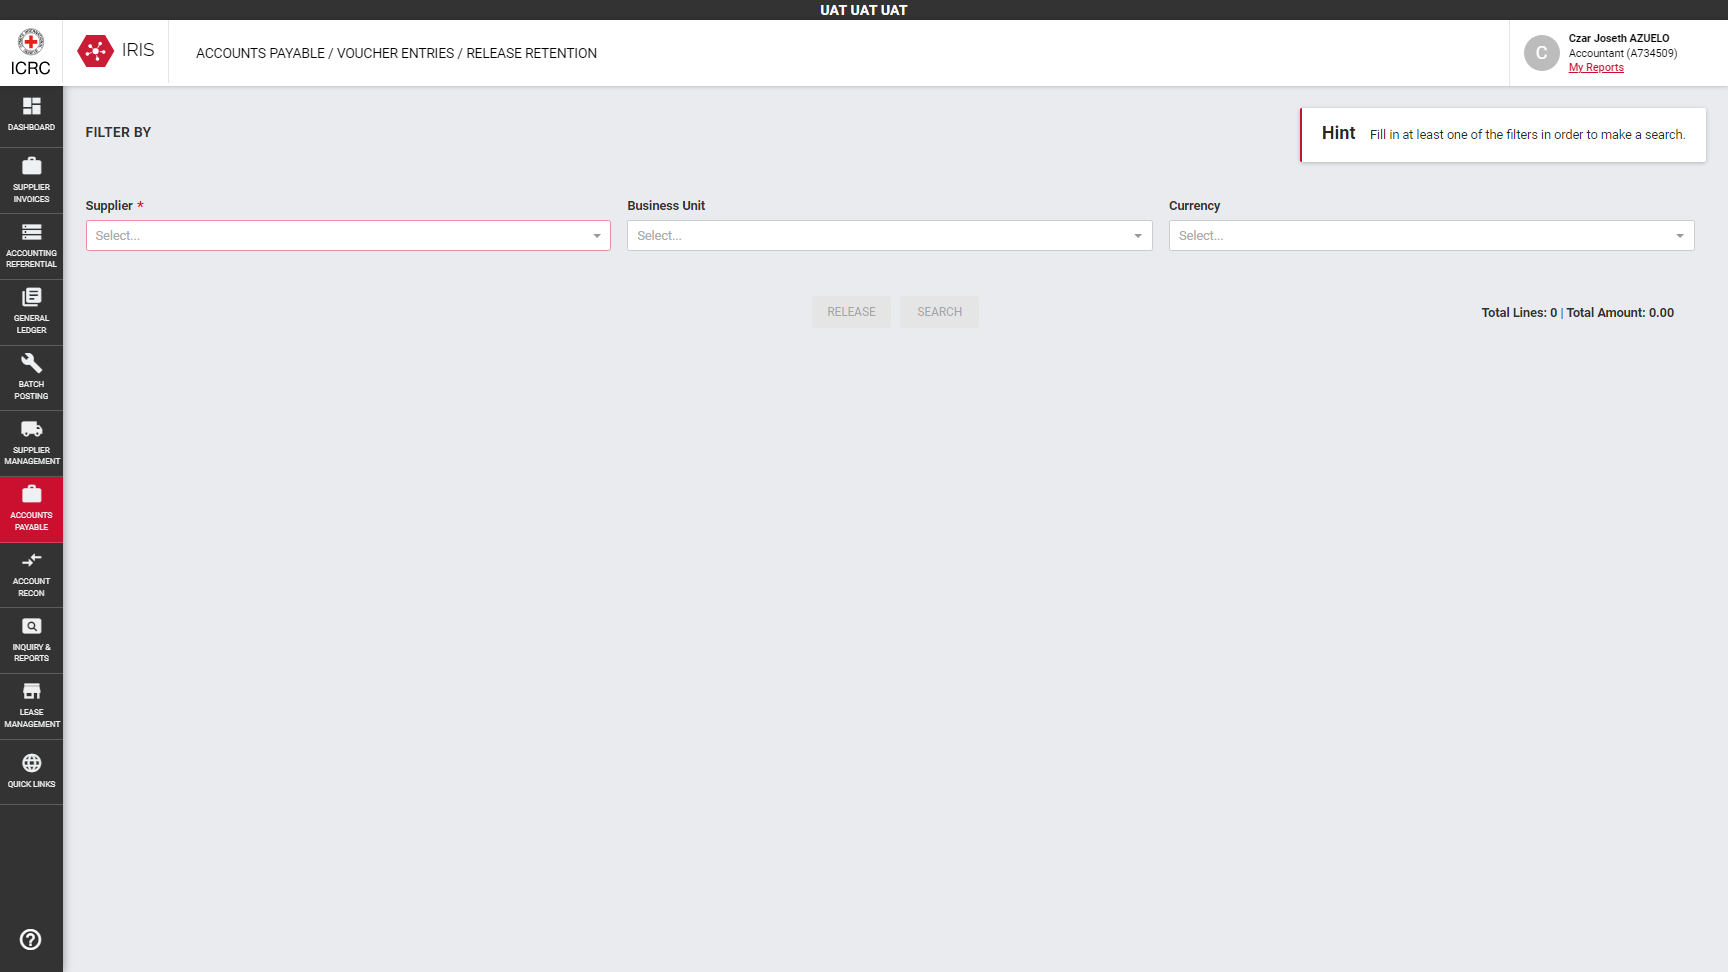 UAT UAT UAT
ICRC
IRIS
ACCOUNTS PAYABLE / VOUCHER ENTRIES / RELEASE RETENTION
C
Czar Joseth AZUELO
Accountant (A734509)
My Reports
DASHBOARD
SUPPLIER
INVOICES
ACCOUNTING
REFERENTIAL
GENERAL
LEDGER
BATCH
POSTING
SUPPLIER
MANAGEMENT
ACCOUNTS
PAYABLE
ACCOUNT
RECON
INQUIRY &
REPORTS
LEASE
MANAGEMENT
QUICK LINKS
FILTER BY
Hint Fill in at least one of the filters in order to make a search.
Supplier *
Select...
Business Unit
Select...
Currency
Select...
RELEASE
SEARCH
Total Lines: 0 | Total Amount: 0.00